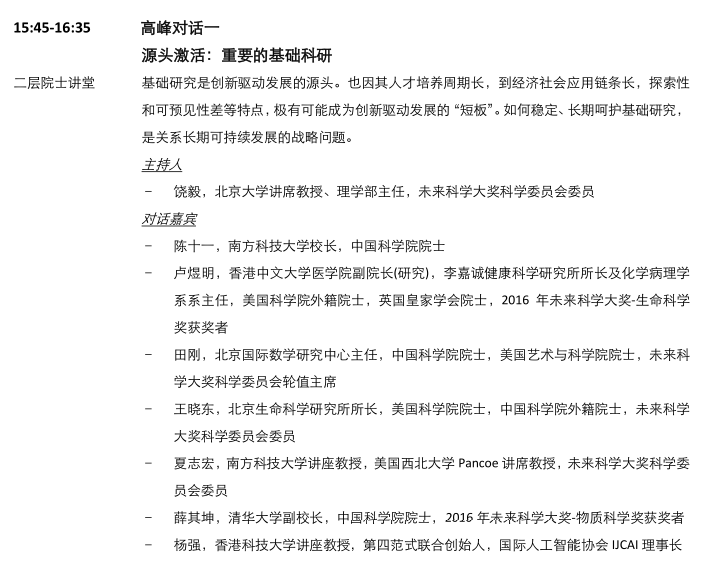 15:45-16:35 高峰对话一
源头激活：重要的基础科研
二层院士讲堂 基础研究是创新驱动发展的源头。也因其人才培养周期长，到经济社会应用链条长，探索性
和可预见性差等特点，极有可能成为创新驱动发展的“短板”。如何稳定、长期呵护基础研究，
是关系长期可持续发展的战略问题。
主持人
– 饶毅，北京大学讲席教授、理学部主任，未来科学大奖科学委员会委员
对话嘉宾
– 陈十一，南方科技大学校长，中国科学院院士
– 卢煜明，香港中文大学医学院副院长(研究)，李嘉诚健康科学研究所所长及化学病理学
系系主任，美国科学院外籍院士，英国皇家学会院士，2016 年未来科学大奖-生命科学
奖获奖者
– 田刚，北京国际数学研究中心主任，中国科学院院士，美国艺术与科学院院士，未来科
学大奖科学委员会轮值主席
– 王晓东，北京生命科学研究所所长，美国科学院院士，中国科学院外籍院士，未来科学
大奖科学委员会委员
– 夏志宏，南方科技大学讲座教授，美国西北大学 Pancoe 讲席教授，未来科学大奖科学委
员会委员
– 薛其坤，清华大学副校长，中国科学院院士，2016 年未来科学大奖-物质科学奖获奖者
– 杨强，香港科技大学讲座教授，第四范式联合创始人，国际人工智能协会 IJCAI 理事长